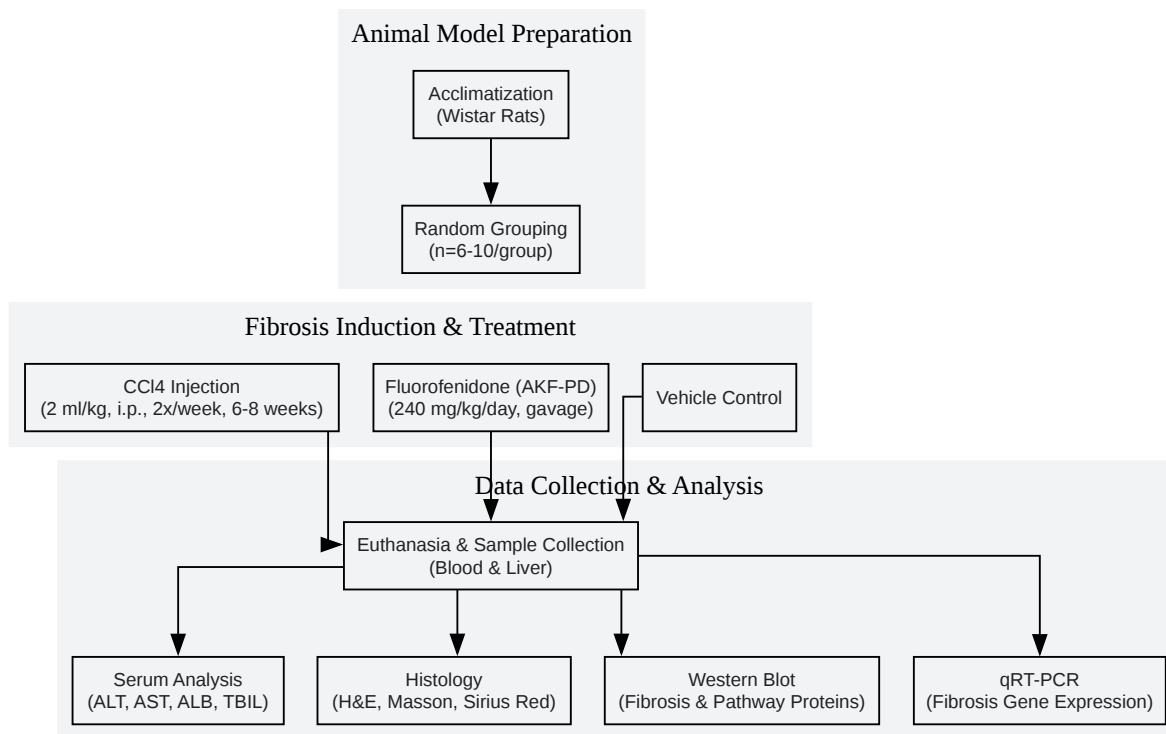 Animal Model Preparation
Acclimatization
(Wistar Rats)
Random Grouping
(n=6-10/group)
Fibrosis Induction & Treatment
CCl4 Injection
(2 ml/kg, i.p., 2x/week, 6-8 weeks)
Fluorofenidone (AKF-PD)
(240 mg/kg/day, gavage)
Vehicle Control
Data Collection & Analysis
Euthanasia & Sample Collection
(Blood & Liver)
Serum Analysis
(ALT, AST, ALB, TBIL)
Histology
(H&E, Masson, Sirius Red)
Western Blot
(Fibrosis & Pathway Proteins)
qRT-PCR
(Fibrosis Gene Expression)